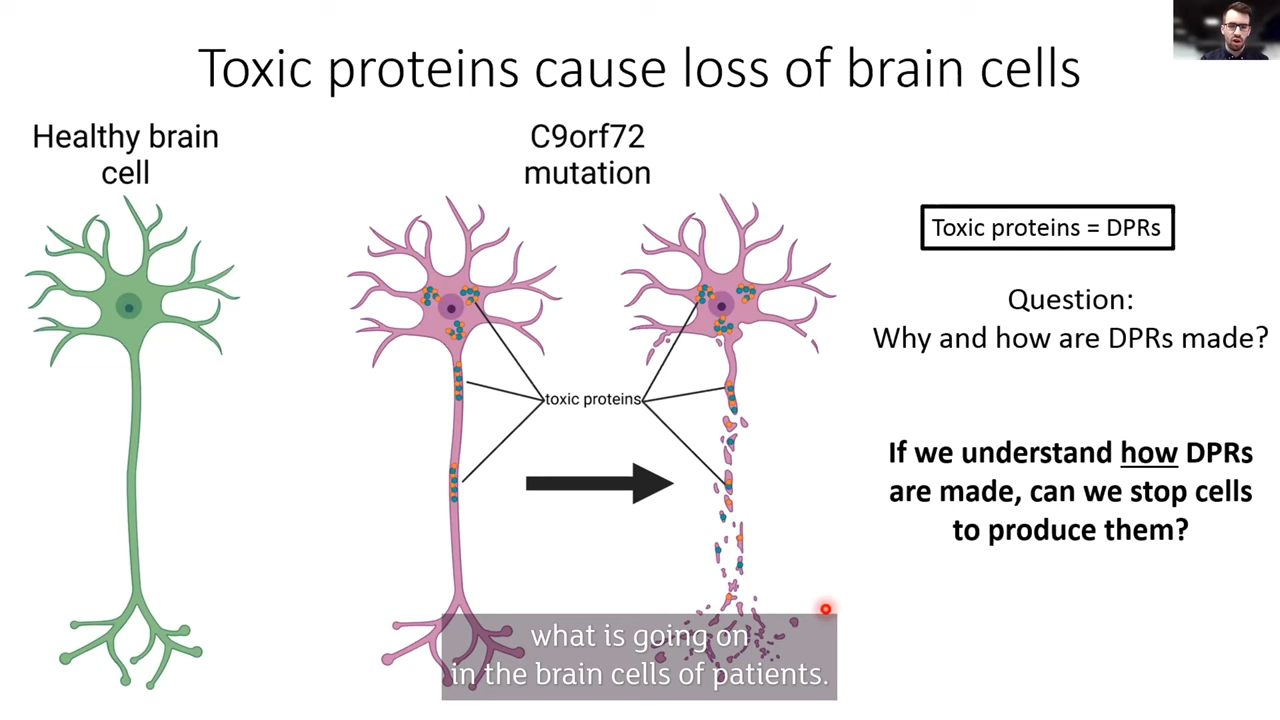 Toxic proteins cause loss of brain cells
Healthy brain
cell
C9orf72
mutation
toxic proteins
Toxic proteins = DPRs
Question:
Why and how are DPRs made?
If we understand how DPRs
are made, can we stop cells
to produce them?
what is going on
in the brain cells of patients.